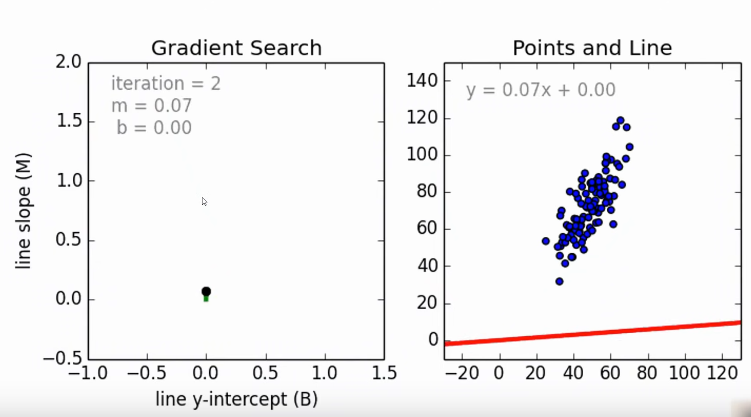 Gradient Search
iteration = 2
m = 0.07
b = 0.00
line slope (M)
2.0
1.5
1.0
0.5
0.0
−0.5
−1.0 −0.5 0.0 0.5 1.0 1.5
line y-intercept (B)
Points and Line
y = 0.07x + 0.00
140
120
100
80
60
40
20
0
−20 0 20 40 60 80 100 120